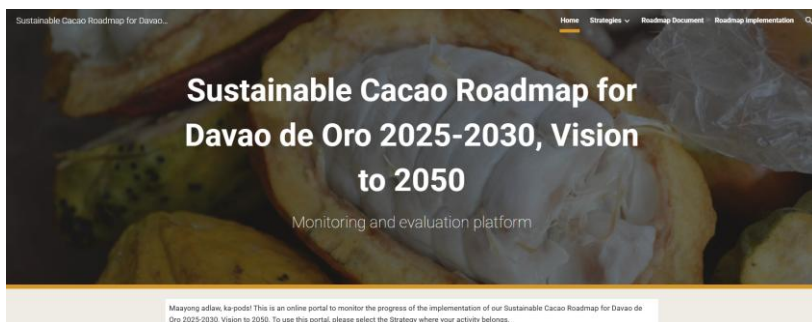 Sustainable Cacao Roadmap for Davao...
Home Strategies Roadmap Document Roadmap implementation
Sustainable Cacao Roadmap for
Davao de Oro 2025-2030, Vision
to 2050
Monitoring and evaluation platform
Maayong adlaw, ka-pods! This is an online portal to monitor the progress of the implementation of our Sustainable Cacao Roadmap for Davao de
Oro 2025-2030, Vision to 2050. To use this portal, please select the Strategy where your activity belongs.